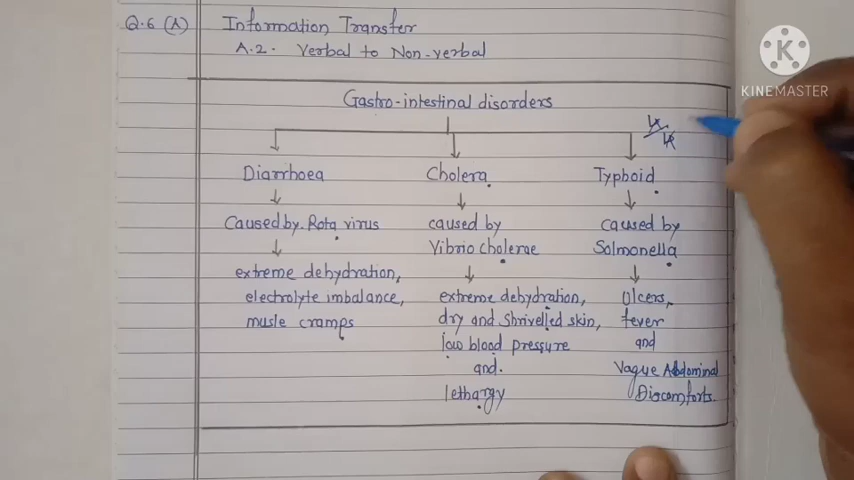 Q.6 (A) Information Transfer
A.2. Verbal to Non-verbal
KINEMASTER
Gastro-intestinal disorders
Diarrhoea Cholera Typhoid
Caused by Rota virus caused by caused by
Vibrio cholerae Salmonella
extreme dehydration,
electrolyte imbalance, extreme dehydration, Ulcers,
musle cramps dry and Shrivelled skin, fever
low blood pressure and
and Vague Abdominal
lethargy Discomforts.